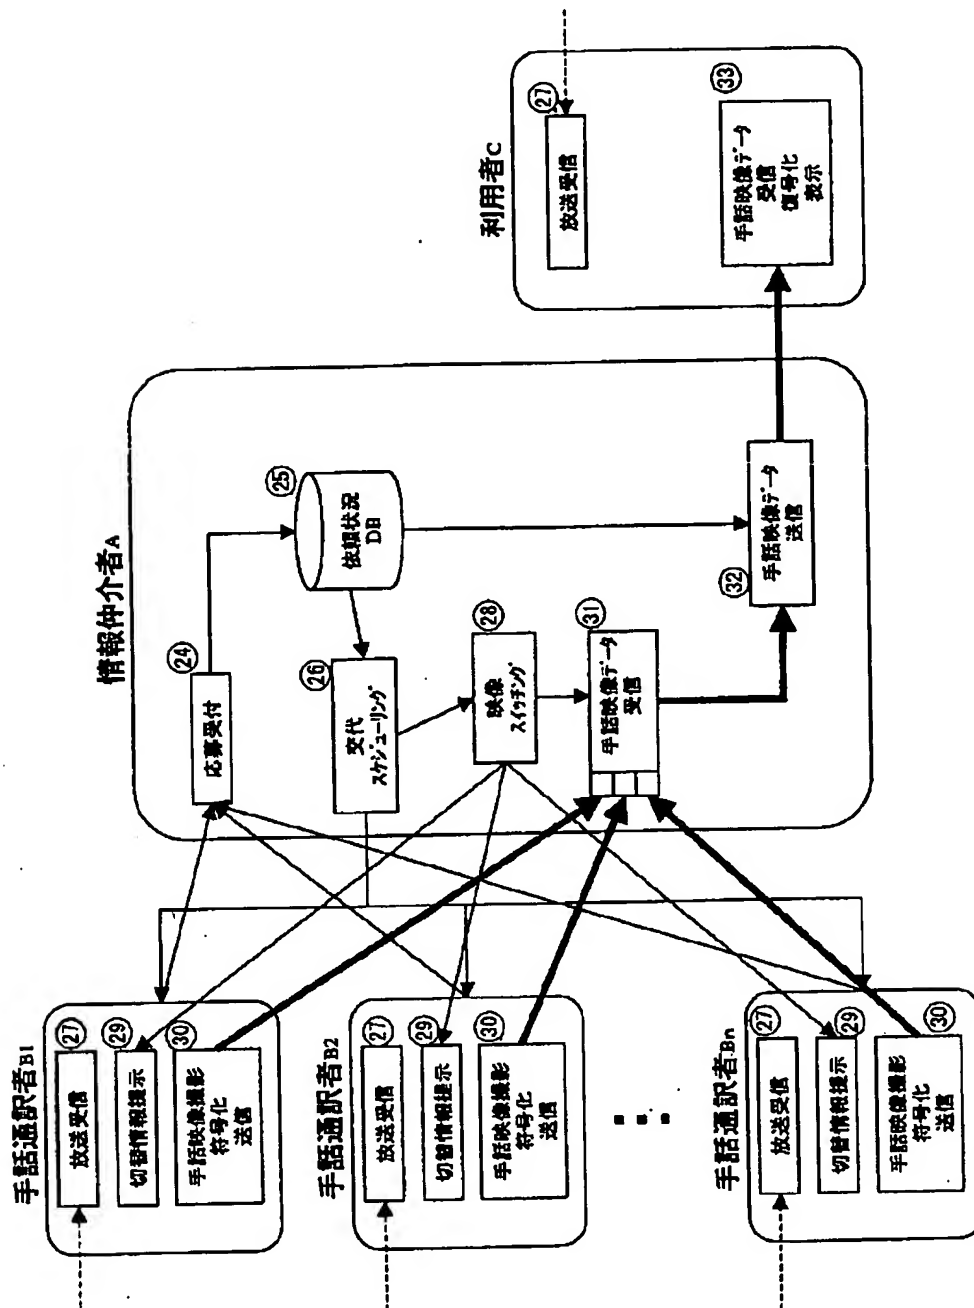 手話通訳者B1
㉗
放送受信
㉙
切替情報提示
㉚
手話映像撮影
符号化
送信
手話通訳者B2
㉗
放送受信
㉙
切替情報提示
㉚
手話映像撮影
符号化
送信
手話通訳者Bn
㉗
放送受信
㉙
切替情報提示
㉚
手話映像撮影
符号化
送信
情報仲介者A
㉔
応募受付
㉕
依頼状況
DB
㉖
交代
スケジューリング
㉘
映像
スイッチング
㉛
手話映像データ
受信
㉜
手話映像データ
送信
利用者C
㉗
放送受信
㉝
手話映像データ
受信
復号化
表示